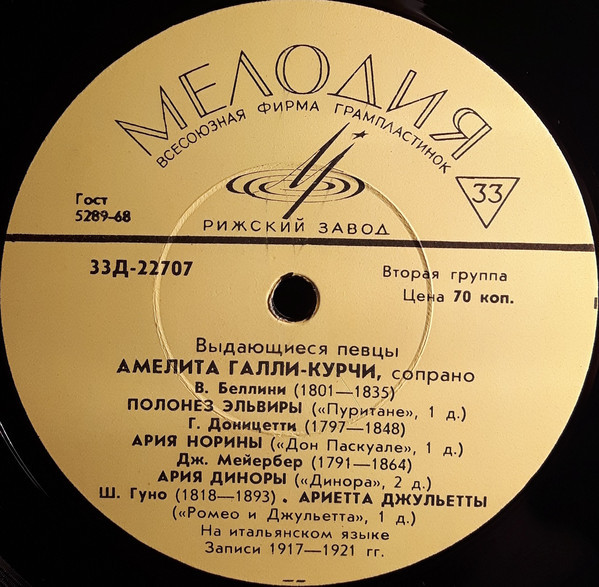 МЕЛОДИЯ
ВСЕСОЮЗНАЯ ФИРМА ГРАМПЛАСТИНОК
33
Гост
5289-68
РИЖСКИЙ ЗАВОД
33Д-22707
Вторая группа
Цена 70 коп.
Выдающиеся певцы
АМЕЛИТА ГАЛЛИ-КУРЧИ, сопрано
В. Беллини (1801—1835)
ПОЛОНЕЗ ЭЛЬВИРЫ («Пуритане», 1 д.)
Г. Доницетти (1797—1848)
АРИЯ НОРИНЫ («Дон Паскуале», 1 д.)
Дж. Мейербер (1791—1864)
АРИЯ ДИНОРЫ («Динора», 2 д.)
Ш. Гуно (1818—1893) . АРИЕТТА ДЖУЛЬЕТТЫ
(«Ромео и Джульетта», 1 д.)
На итальянском языке
Записи 1917—1921 гг.